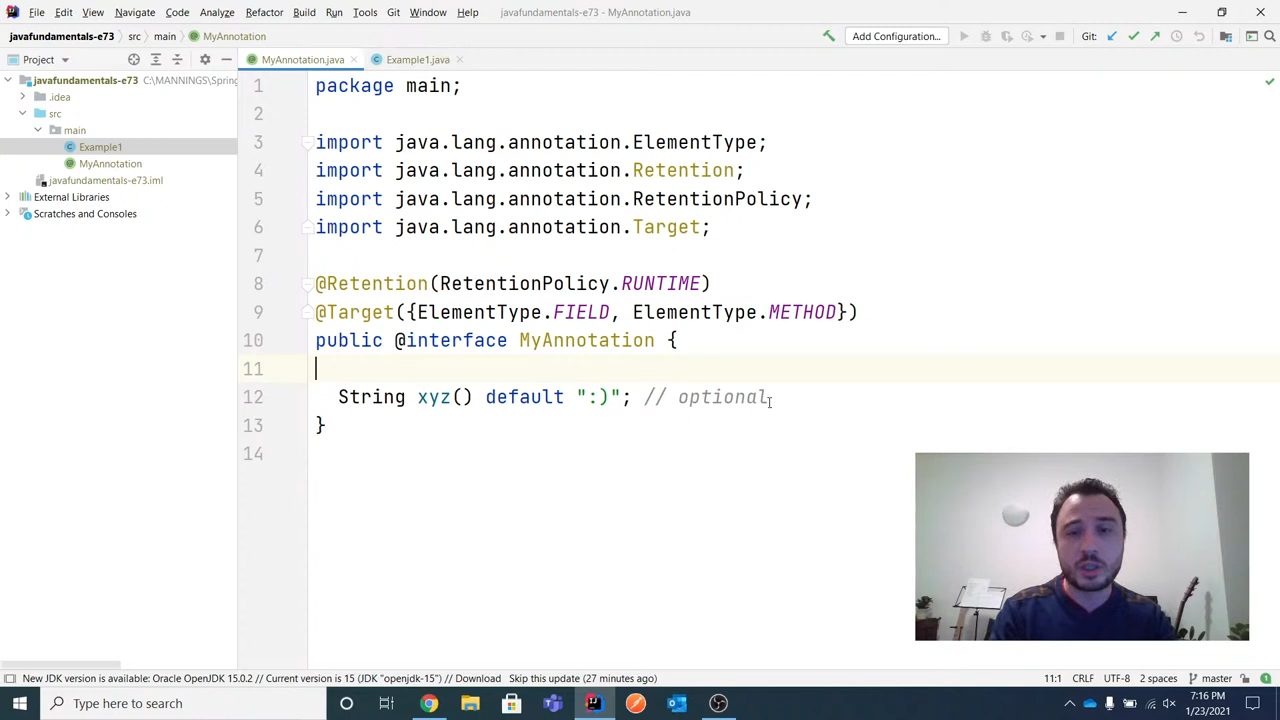 File Edit View Navigate Code Analyze Refactor Build Run Tools Git Window Help javafundamentals-e73 - MyAnnotation.java
javafundamentals-e73 src main MyAnnotation Add Configuration... Git:
Project MyAnnotation.java Example1.java
javafundamentals-e73 C:\MANNINGS\Spring
.idea
src
main
Example1
MyAnnotation
javafundamentals-e73.iml
External Libraries
Scratches and Consoles
1 package main;
2
3 import java.lang.annotation.ElementType;
4 import java.lang.annotation.Retention;
5 import java.lang.annotation.RetentionPolicy;
6 import java.lang.annotation.Target;
7
8 @Retention(RetentionPolicy.RUNTIME)
9 @Target({ElementType.FIELD, ElementType.METHOD})
10 public @interface MyAnnotation {
11
12 String xyz() default ":)"; // optional
13 }
14
New JDK version is available: Oracle OpenJDK 15.0.2 // Current version is 15 (JDK "openjdk-15") // Download Skip this update (27 minutes ago) 11:1 CRLF UTF-8 2 spaces master
Type here to search
7:16 PM
1/23/2021